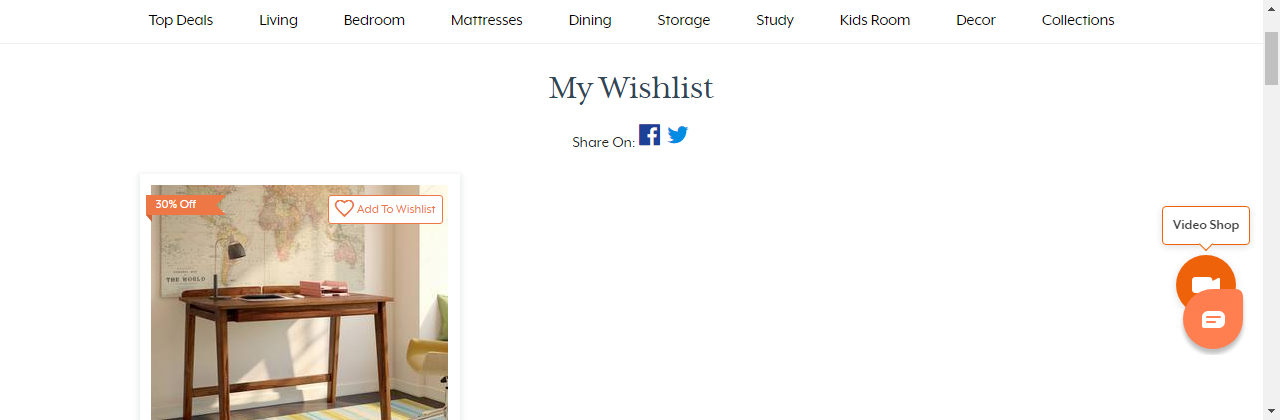 Top Deals Living Bedroom Mattresses Dining Storage Study Kids Room Decor Collections
My Wishlist
Share On:
30% Off
Add To Wishlist
THE WORLD
Video Shop